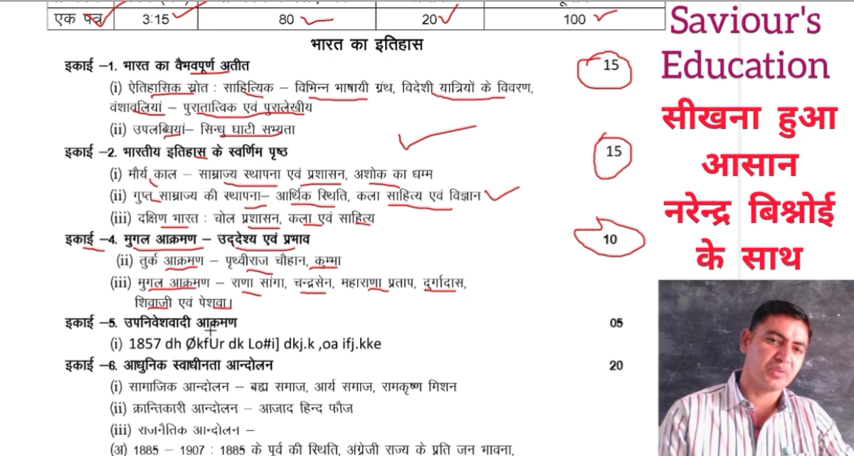 एक पत्र 3:15 80 20 100
भारत का इतिहास
इकाई –1. भारत का वैभवपूर्ण अतीत 15
(i) ऐतिहासिक स्रोत : साहित्यिक – विभिन्न भाषायी ग्रंथ, विदेशी यात्रियों के विवरण,
वंशावलियां – पुरातात्विक एवं पुरालेखीय
(ii) उपलब्धियां– सिन्धु घाटी सभ्यता
इकाई –2. भारतीय इतिहास के स्वर्णिम पृष्ठ 15
(i) मौर्य काल – साम्राज्य स्थापना एवं प्रशासन, अशोक का धम्म
(ii) गुप्त साम्राज्य की स्थापना– आर्थिक स्थिति, कला साहित्य एवं विज्ञान
(iii) दक्षिण भारत : चोल प्रशासन, कला एवं साहित्य
इकाई –4. मुगल आक्रमण – उद्देश्य एवं प्रभाव 10
(ii) तुर्क आक्रमण – पृथ्वीराज चौहान, कुम्भा
(iii) मुगल आक्रमण – राणा सांगा, चन्द्रसेन, महाराणा प्रताप, दुर्गादास,
शिवाजी एवं पेशवा।
इकाई –5. उपनिवेशवादी आक्रमण 05
(i) 1857 dh ØkfUr dk Lo#i] dkj.k ,oa ifj.kke
इकाई –6. आधुनिक स्वाधीनता आन्दोलन 20
(i) सामाजिक आन्दोलन – बह्म समाज, आर्य समाज, रामकृष्ण मिशन
(ii) क्रान्तिकारी आन्दोलन – आजाद हिन्द फौज
(iii) राजनैतिक आन्दोलन –
(अ) 1885 – 1907 : 1885 के पूर्व की स्थिति, अंग्रेजी राज्य के प्रति जन भावना,
Saviour's
Education
सीखना हुआ
आसान
नरेन्द्र बिश्नोई
के साथ